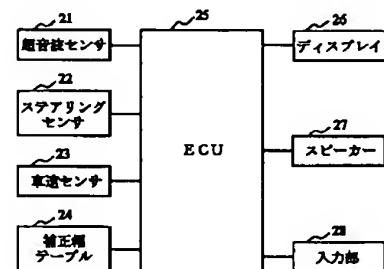 21
超音波センサ
22
ステアリング
センサ
23
車速センサ
24
補正幅
テーブル
25
ECU
26
ディスプレイ
27
スピーカー
28
入力部